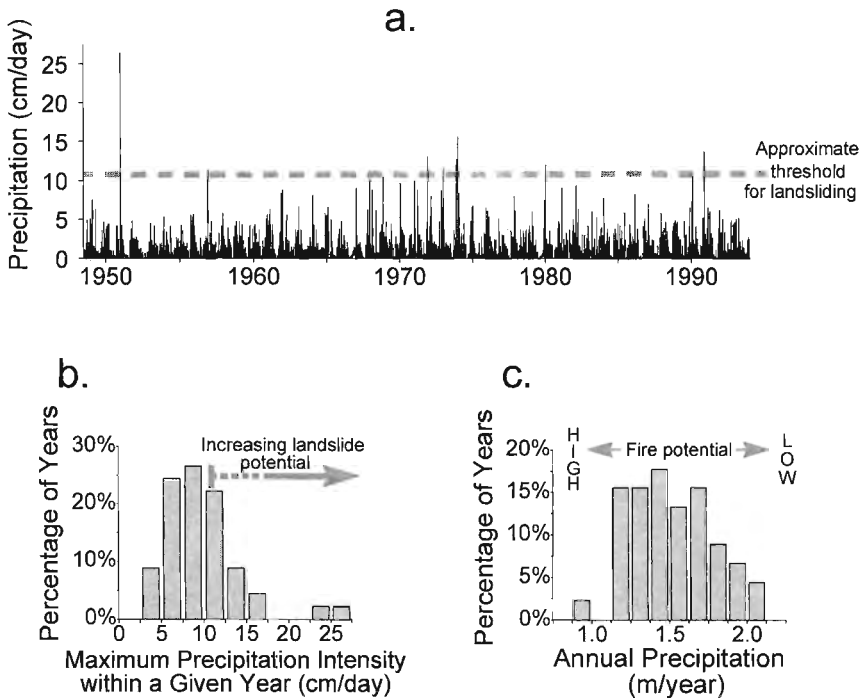 a.
Precipitation (cm/day)
25
20
15
10
5
0
1950
1960
1970
1980
1990
Approximate
threshold
for landsliding
b.
Percentage of Years
30%
20%
10%
0%
Increasing landslide
potential
0
5
10
15
20
25
Maximum Precipitation Intensity
within a Given Year (cm/day)
c.
Percentage of Years
20%
15%
10%
5%
0%
HIGH
Fire potential
LOW
1.0
1.5
2.0
Annual Precipitation
(m/year)